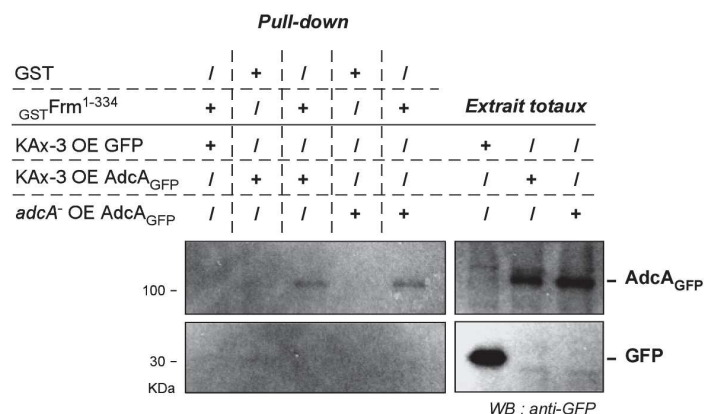 Pull-down
GST / + / + /
GSTFrm1-334 + / + / + Extrait totaux
KAx-3 OE GFP + / / / / + / /
KAx-3 OE AdcAGFP / + + / / / + /
adcA- OE AdcAGFP / / / + + / / +
100 – – AdcAGFP
30 – – GFP
KDa
WB : anti-GFP